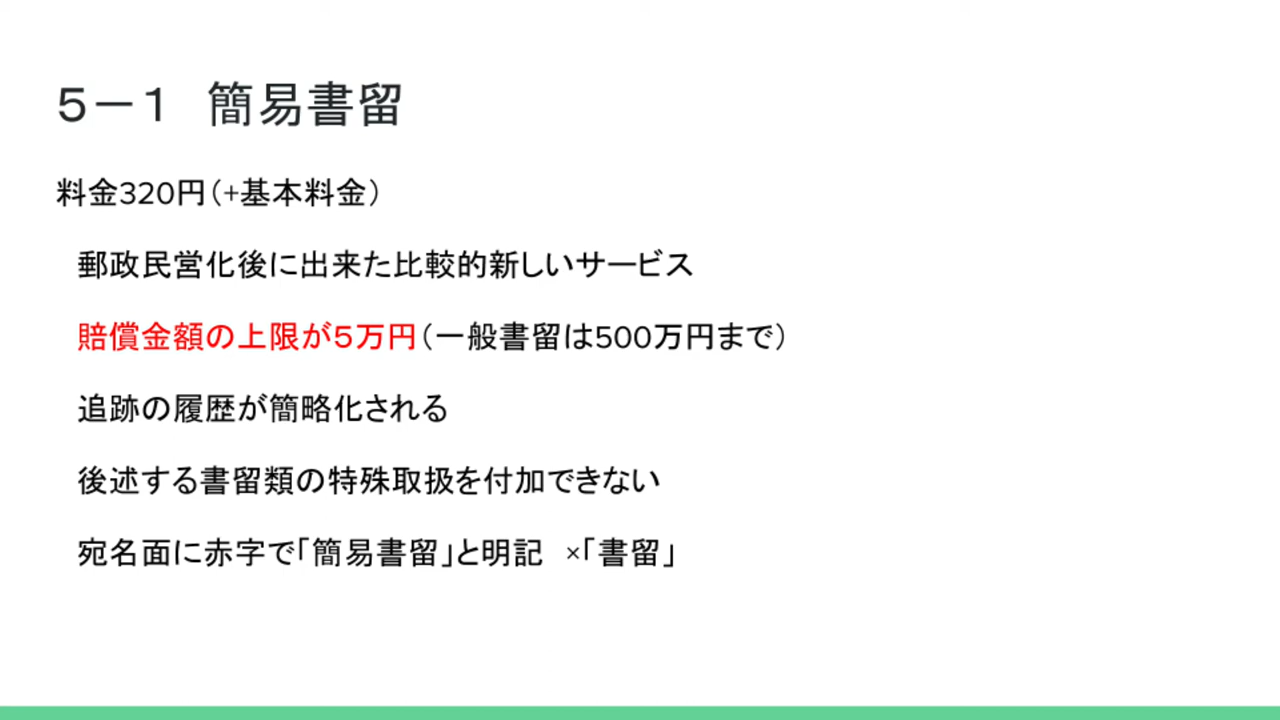 ５－１　簡易書留
料金320円（+基本料金）
郵政民営化後に出来た比較的新しいサービス
賠償金額の上限が５万円（一般書留は500万円まで）
追跡の履歴が簡略化される
後述する書留類の特殊取扱を付加できない
宛名面に赤字で「簡易書留」と明記　×「書留」